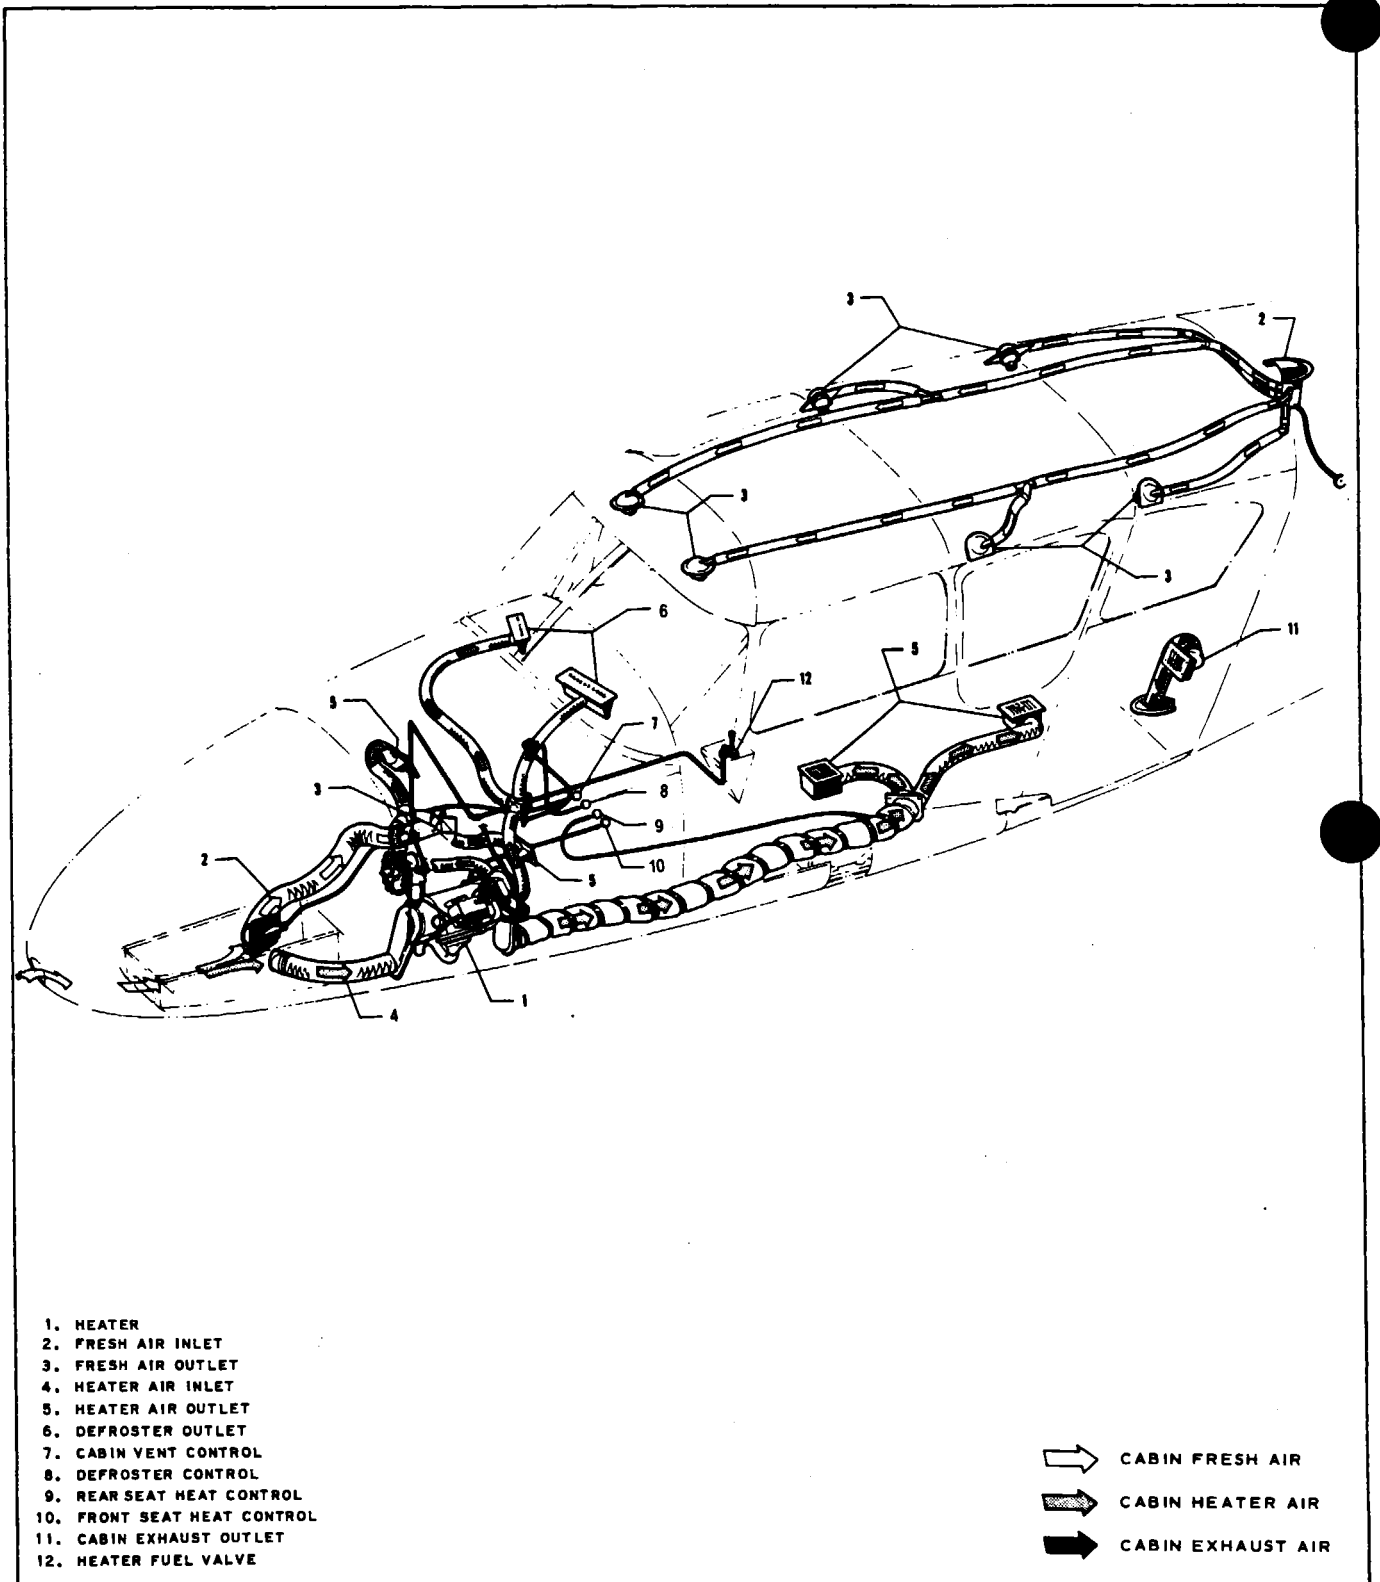 3
2
3
3
6
11
5
12
5
7
3
8
9
2
10
5
1
4
1. HEATER
2. FRESH AIR INLET
3. FRESH AIR OUTLET
4. HEATER AIR INLET
5. HEATER AIR OUTLET
6. DEFROSTER OUTLET
7. CABIN VENT CONTROL
8. DEFROSTER CONTROL
9. REAR SEAT HEAT CONTROL
10. FRONT SEAT HEAT CONTROL
11. CABIN EXHAUST OUTLET
12. HEATER FUEL VALVE
CABIN FRESH AIR
CABIN HEATER AIR
CABIN EXHAUST AIR